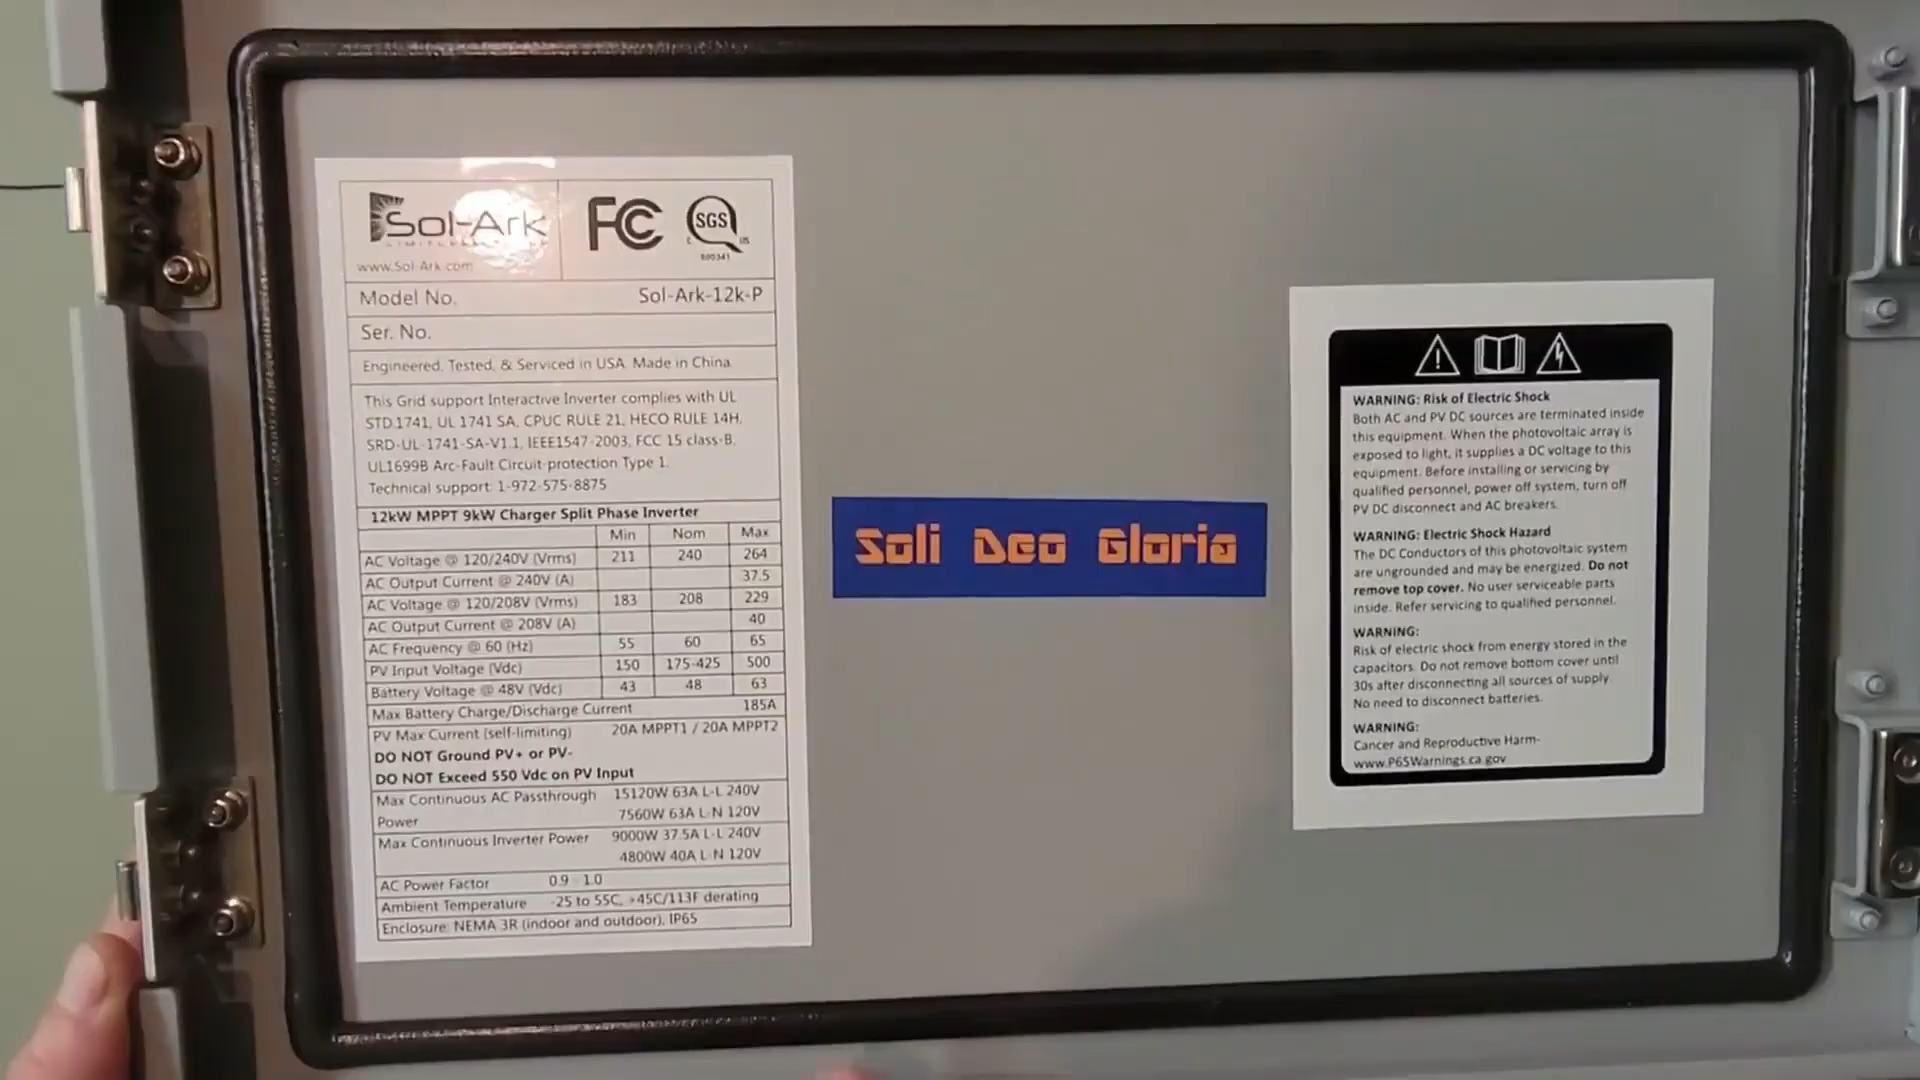 Sol-Ark
www.Sol-Ark.com
FC
SGS
C US
Model No. Sol-Ark-12k-P
Ser. No.
Engineered, Tested, & Serviced in USA. Made in China.
This Grid support Interactive Inverter complies with UL
STD.1741, UL 1741 SA, CPUC RULE 21, HECO RULE 14H,
SRD-UL-1741-SA-V1.1, IEEE1547-2003, FCC 15 class-B,
UL1699B Arc-Fault Circuit-protection Type 1.
Technical support: 1-972-575-8875
12kW MPPT 9kW Charger Split Phase Inverter
Min Nom Max
AC Voltage @ 120/240V (Vrms) 211 240 264
AC Output Current @ 240V (A) 37.5
AC Voltage @ 120/208V (Vrms) 183 208 229
AC Output Current @ 208V (A) 40
AC Frequency @ 60 (Hz) 55 60 65
PV Input Voltage (Vdc) 150 175-425 500
Battery Voltage @ 48V (Vdc) 43 48 63
Max Battery Charge/Discharge Current 185A
PV Max Current (self-limiting) 20A MPPT1 / 20A MPPT2
DO NOT Ground PV+ or PV-
DO NOT Exceed 550 Vdc on PV Input
Max Continuous AC Passthrough 15120W 63A L-L 240V
Power 7560W 63A L-N 120V
Max Continuous Inverter Power 9000W 37.5A L-L 240V
4800W 40A L-N 120V
AC Power Factor 0.9 - 1.0
Ambient Temperature -25 to 55C, >45C/113F derating
Enclosure: NEMA 3R (indoor and outdoor), IP65
Soli Deo Gloria
WARNING: Risk of Electric Shock
Both AC and PV DC sources are terminated inside
this equipment. When the photovoltaic array is
exposed to light, it supplies a DC voltage to this
equipment. Before installing or servicing by
qualified personnel, power off system, turn off
PV DC disconnect and AC breakers.
WARNING: Electric Shock Hazard
The DC Conductors of this photovoltaic system
are ungrounded and may be energized. Do not
remove top cover. No user serviceable parts
inside. Refer servicing to qualified personnel.
WARNING:
Risk of electric shock from energy stored in the
capacitors. Do not remove bottom cover until
30s after disconnecting all sources of supply.
No need to disconnect batteries.
WARNING:
Cancer and Reproductive Harm-
www.P65Warnings.ca.gov